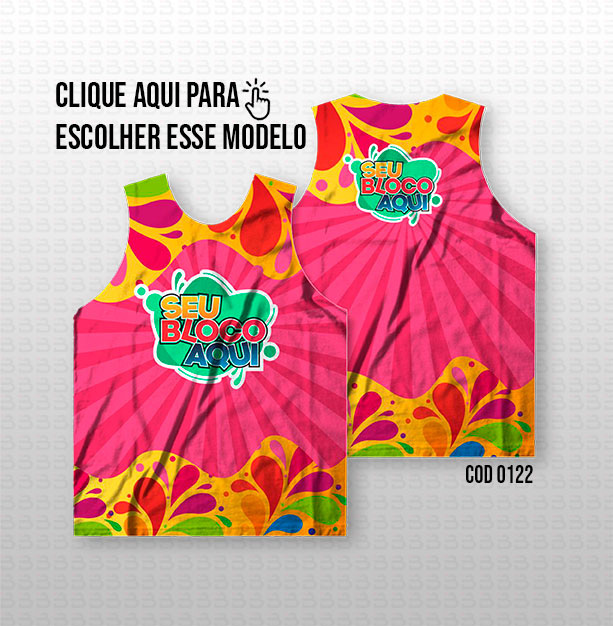 CLIQUE AQUI PARA
ESCOLHER ESSE MODELO
SEU
BLOCO
AQUI
SEU
BLOCO
AQUI
COD 0122